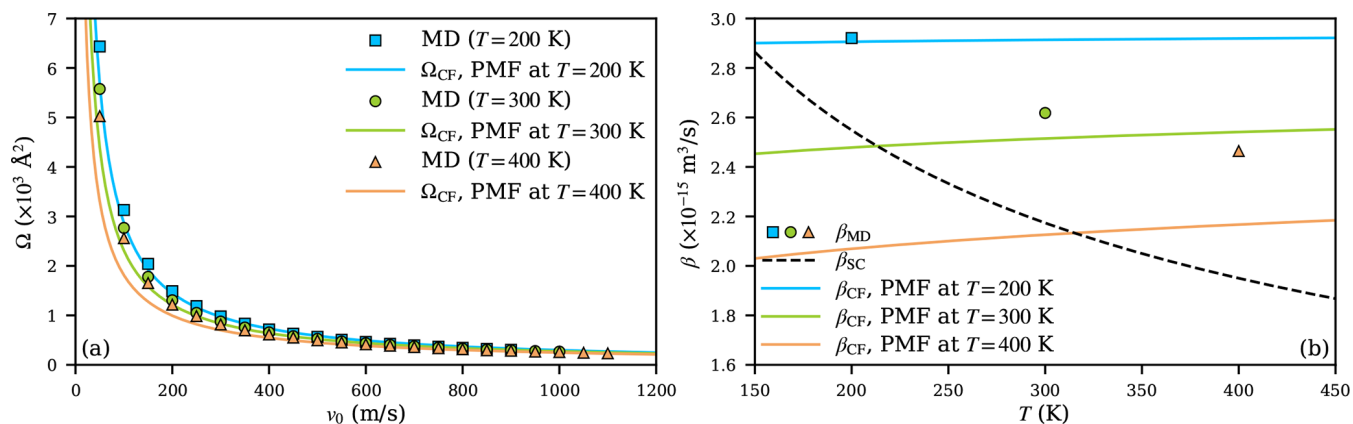 7
6
5
4
3
2
1
0
Ω (×10³ Å²)
MD (T=200 K)
Ω_CF, PMF at T=200 K
MD (T=300 K)
Ω_CF, PMF at T=300 K
MD (T=400 K)
Ω_CF, PMF at T=400 K
(a)
0 200 400 600 800 1000 1200
v₀ (m/s)
3.0
2.8
2.6
2.4
2.2
2.0
1.8
1.6
β (×10⁻¹⁵ m³/s)
β_MD
β_SC
β_CF, PMF at T=200 K
β_CF, PMF at T=300 K
β_CF, PMF at T=400 K
(b)
150 200 250 300 350 400 450
T (K)